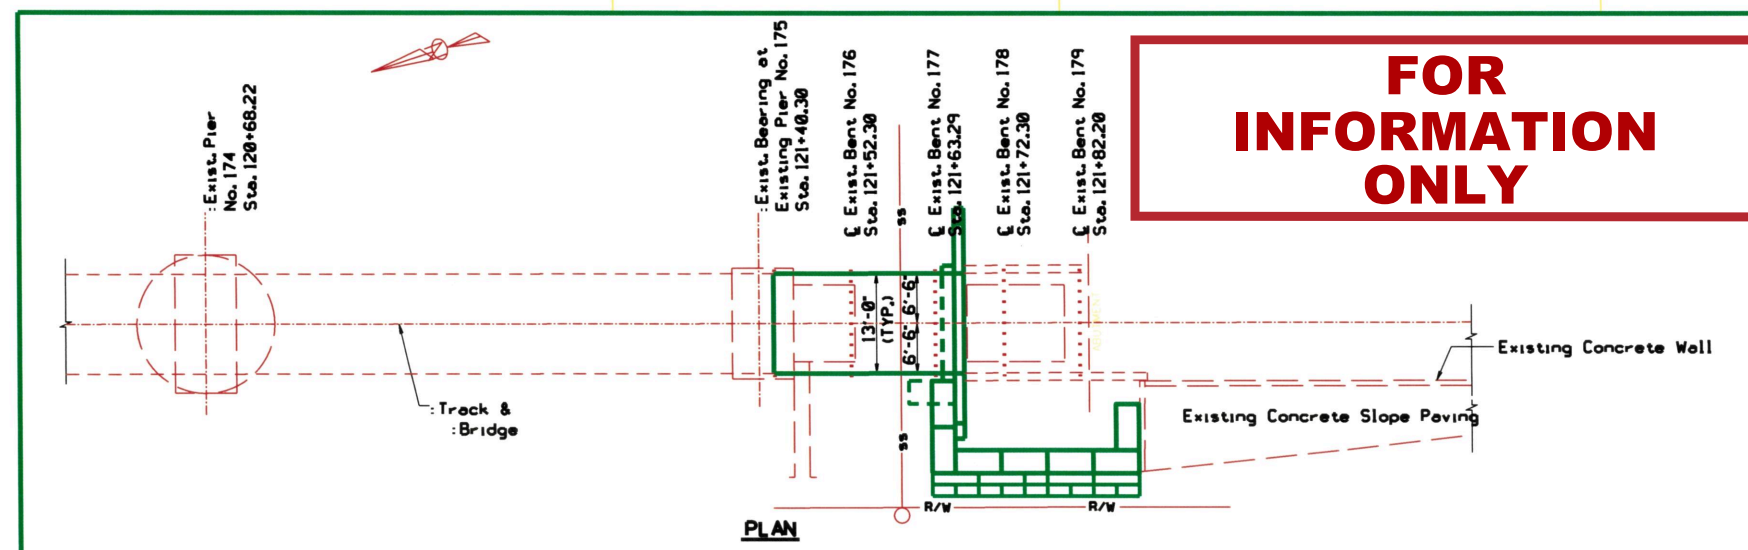 : Exist. Pier
No. 174
Sta. 120+68.22
: Exist. Bearing at
Existing Pier No. 175
Sta. 121+40.30
℄ Exist. Bent No. 176
Sta. 121+52.30
℄ Exist. Bent No. 177
Sta. 121+63.29
℄ Exist. Bent No. 178
Sta. 121+72.30
℄ Exist. Bent No. 179
Sta. 121+82.20
FOR
INFORMATION
ONLY
SS
13'-0"
(TYP.)
6'-6" 6'-6"
Existing Concrete Wall
: Track &
: Bridge
Existing Concrete Slope Paving
SS
R/W
R/W
PLAN